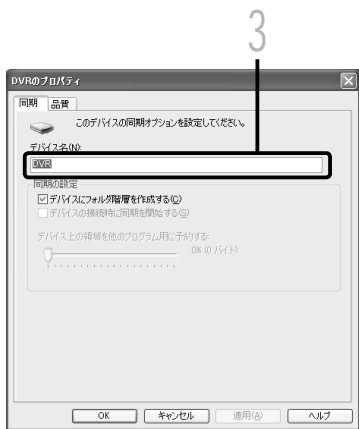 3
DVRのプロパティ
同期 品質
このデバイスの同期オプションを設定してください。
デバイス名(N):
DVR
同期の設定
デバイスにフォルダ階層を作成する(C)
デバイスの接続時に同期を開始する(S)
デバイス上の領域を他のプログラム用に予約する:
0% (0 バイト)
OK キャンセル 適用(A) ヘルプ